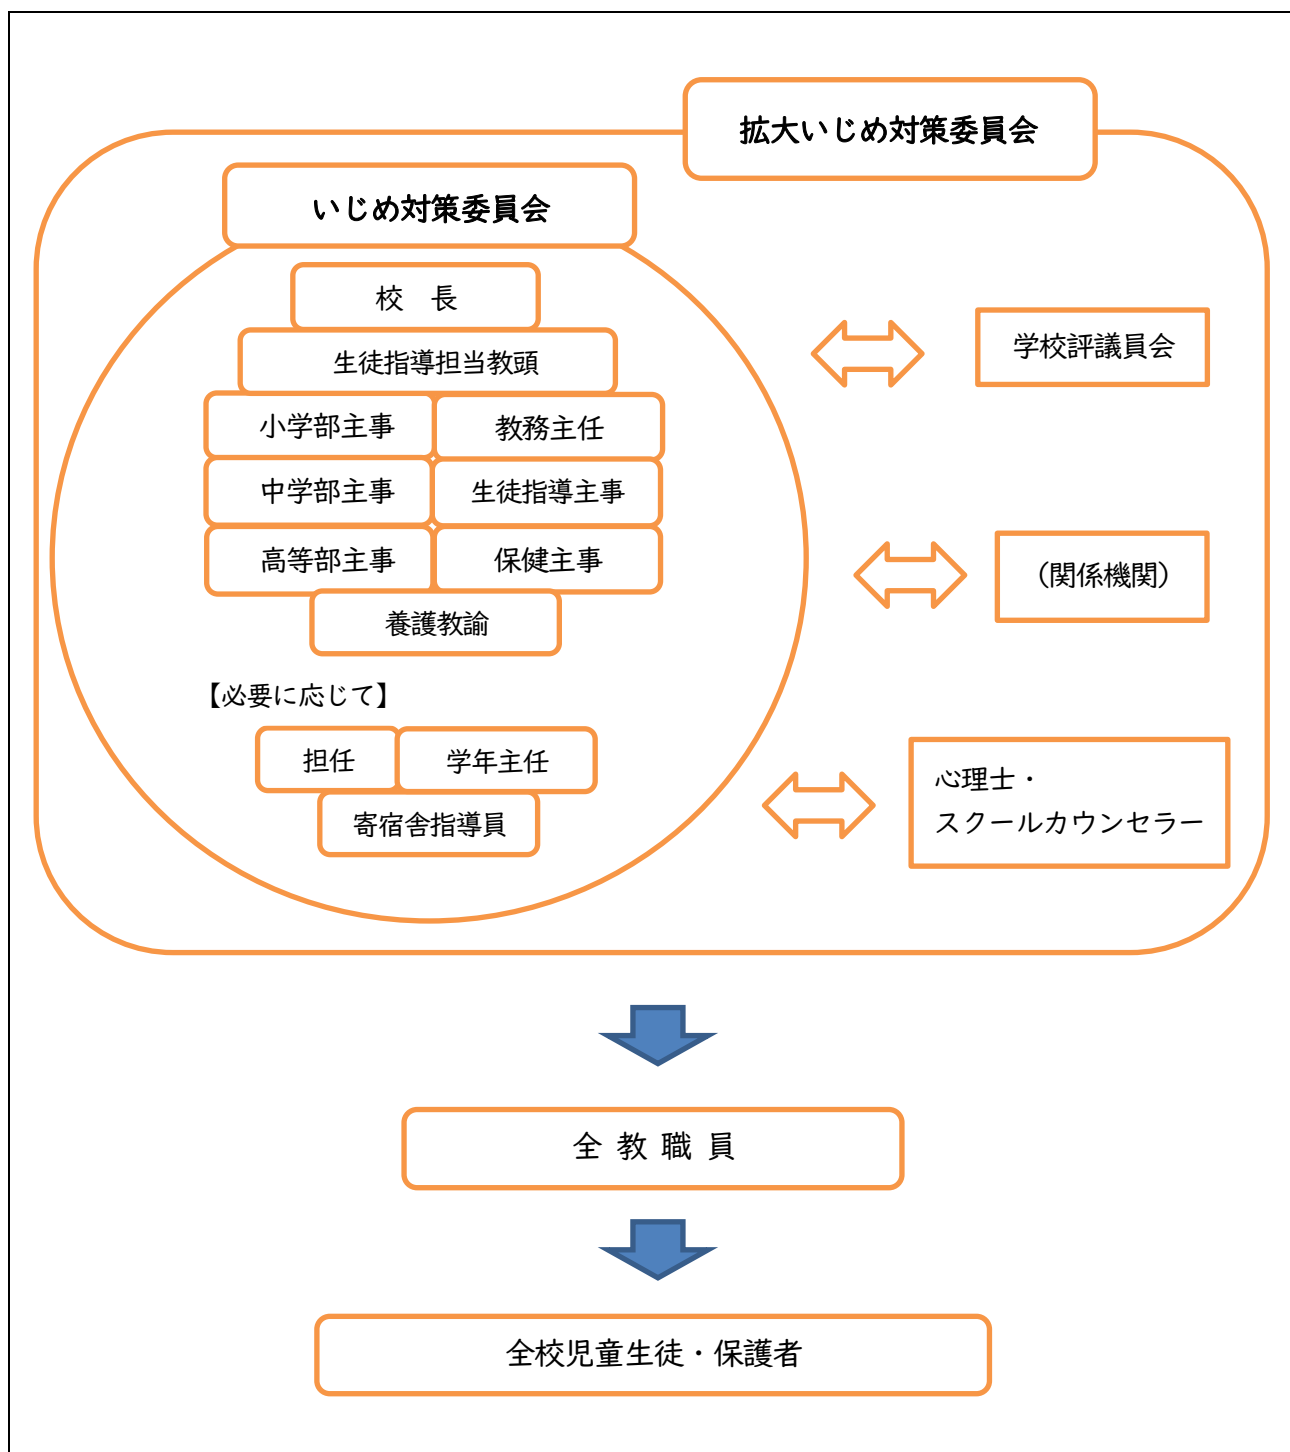 拡大いじめ対策委員会
いじめ対策委員会
校　長
生徒指導担当教頭
小学部主事
教務主任
中学部主事
生徒指導主事
高等部主事
保健主事
養護教諭
【必要に応じて】
担任
学年主任
寄宿舎指導員
学校評議員会
（関係機関）
心理士・
スクールカウンセラー
全 教 職 員
全校児童生徒・保護者